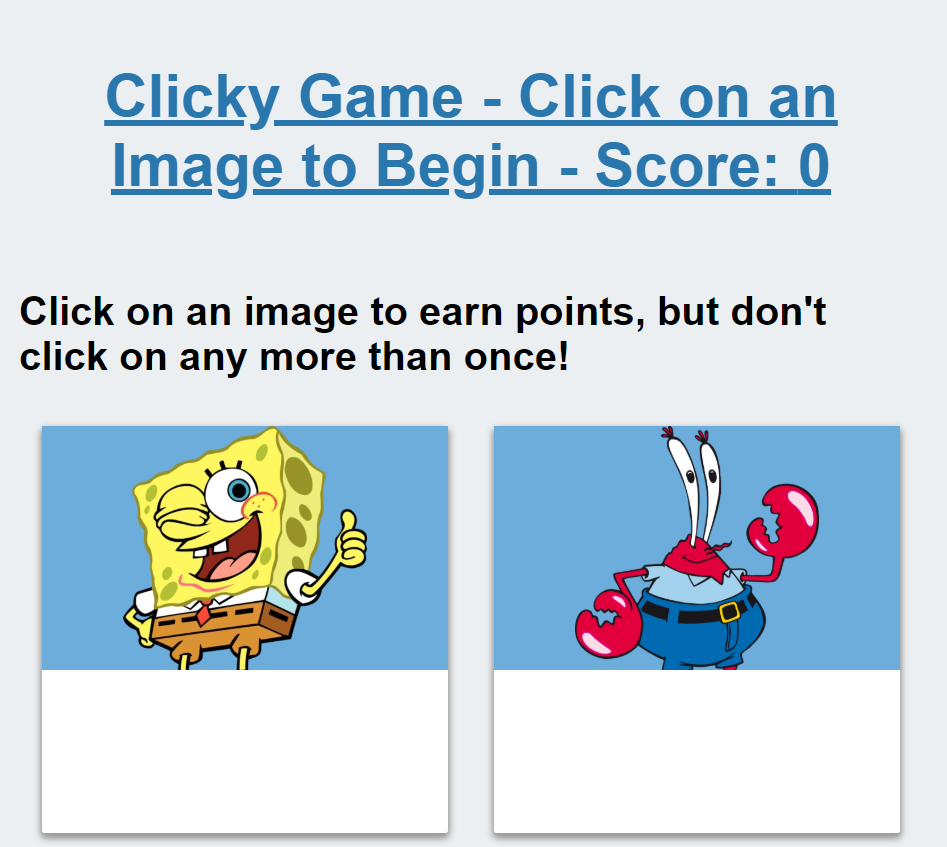 Clicky Game - Click on an
Image to Begin - Score: 0
Click on an image to earn points, but don't
click on any more than once!